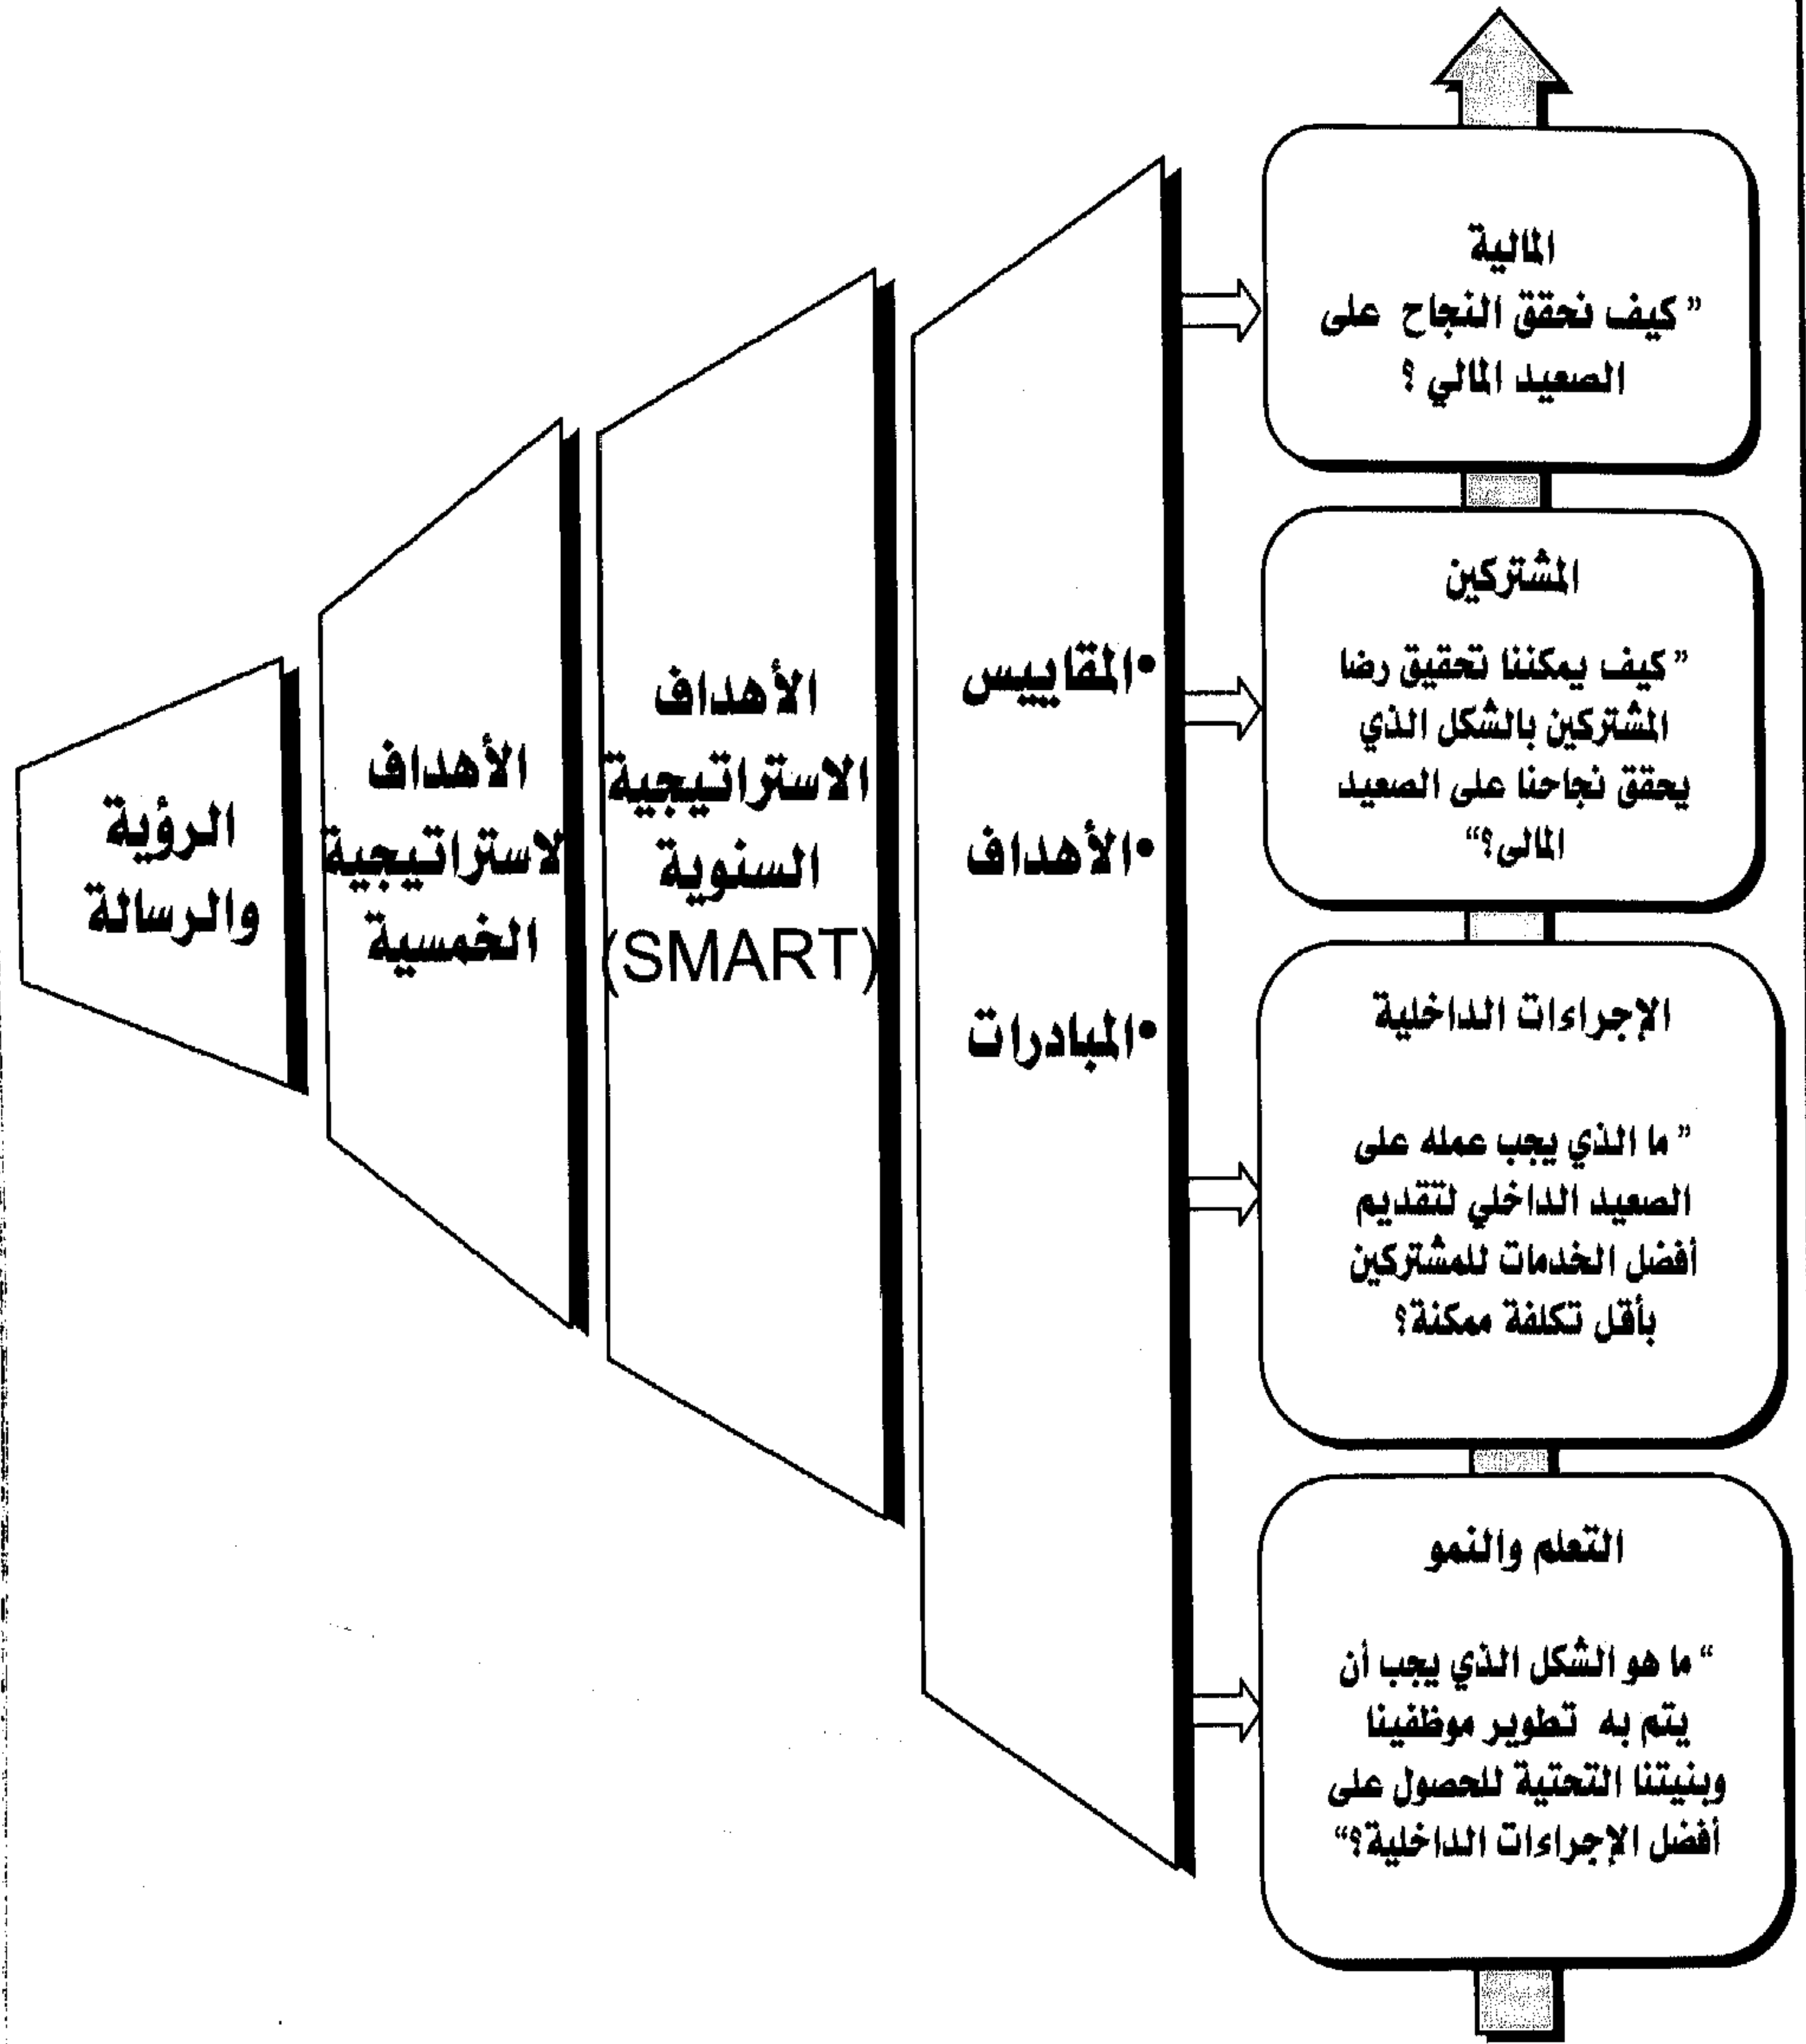 الرؤية
والرسالة
الأهداف
لاستراتيجية
الخمسية
الأهداف
الاستراتيجية
السنوية
(SMART)
•المقاييس
•الأهداف
•المبادرات
المالية
” كيف نحقق النجاح على
الصعيد المالي ؟
المشتركين
” كيف يمكننا تحقيق رضا
المشتركين بالشكل الذي
يحقق نجاحنا على الصعيد
المالي؟“
الإجراءات الداخلية
” ما الذي يجب عمله على
الصعيد الداخلي لتقديم
أفضل الخدمات للمشتركين
بأقل تكلفة ممكنة؟
التعلم والنمو
“ ما هو الشكل الذي يجب أن
يتم به تطوير موظفينا
وبنيتنا التحتية للحصول على
أفضل الإجراءات الداخلية؟“